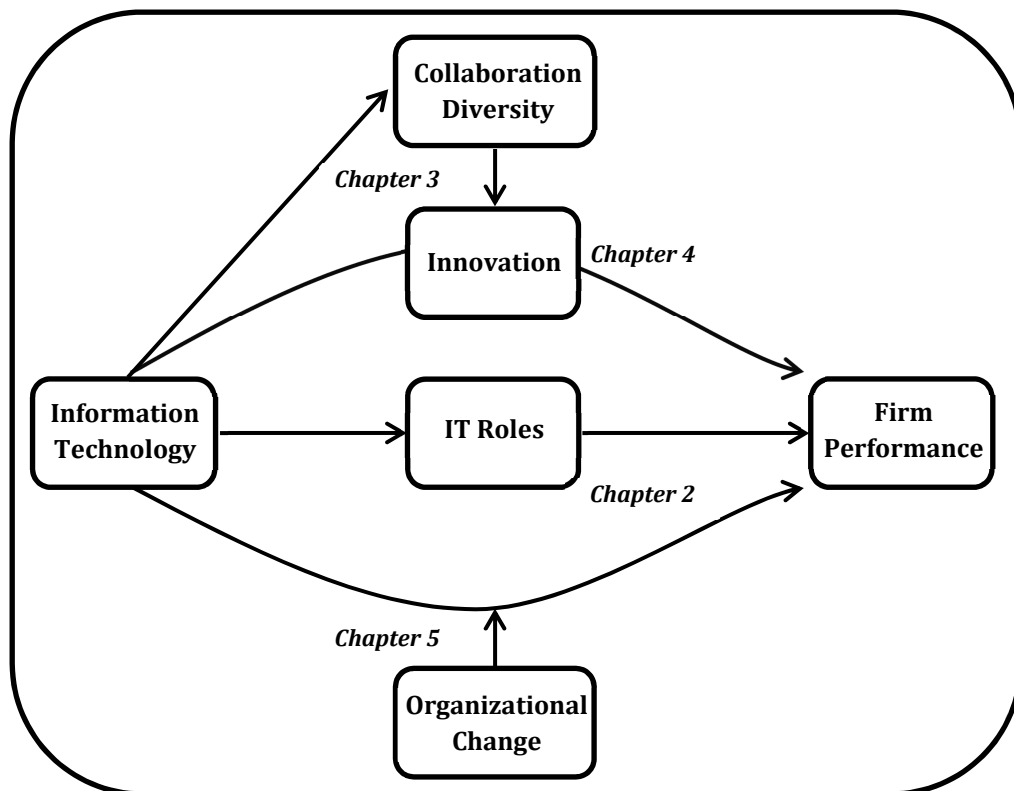 Collaboration
Diversity
Chapter 3
Innovation
Chapter 4
Information
Technology
IT Roles
Firm
Performance
Chapter 2
Chapter 5
Organizational
Change